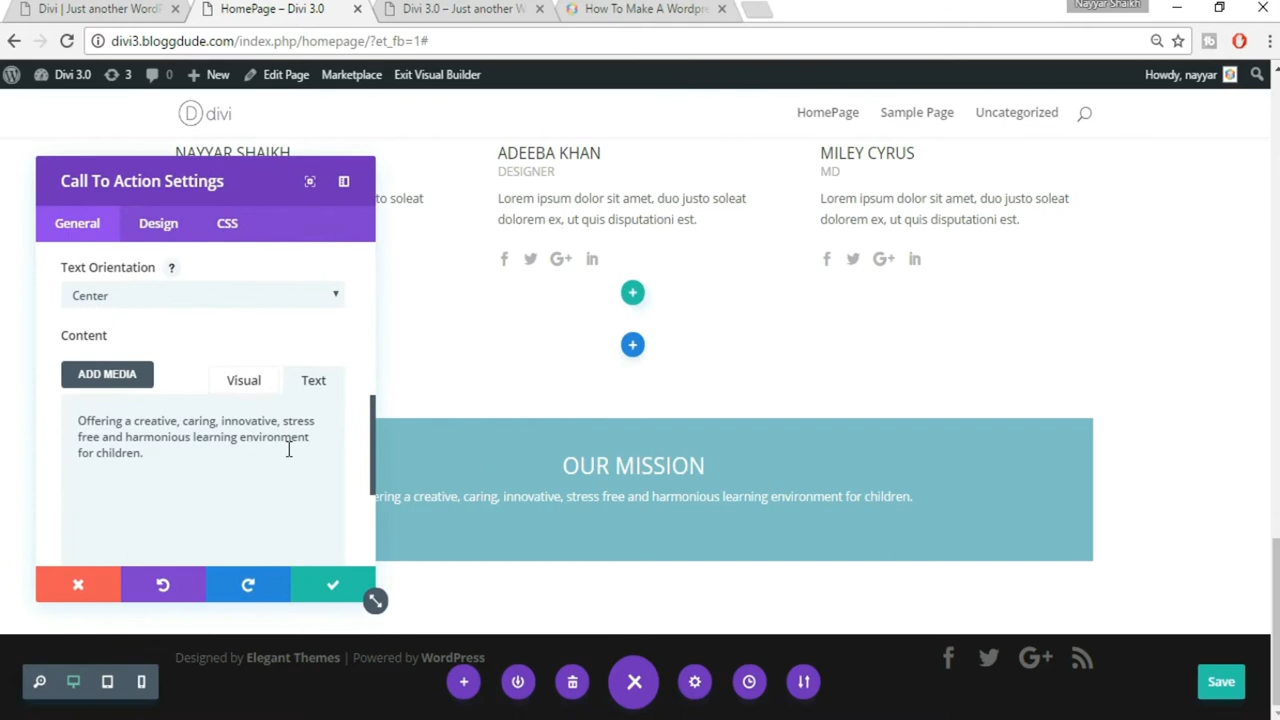 Divi | Just another WordP
HomePage – Divi 3.0
Divi 3.0 – Just another W
How To Make A Wordpre
Nayyar Shaikh
divi3.bloggdude.com/index.php/homepage/?et_fb=1#
Divi 3.0
3
0
New
Edit Page
Marketplace
Exit Visual Builder
Howdy, nayyar
divi
HomePage
Sample Page
Uncategorized
NAYYAR SHAIKH
ADEEBA KHAN
MILEY CYRUS
DESIGNER
MD
to soleat
Lorem ipsum dolor sit amet, duo justo soleat
dolorem ex, ut quis disputationi est.
Lorem ipsum dolor sit amet, duo justo soleat
dolorem ex, ut quis disputationi est.
Call To Action Settings
General
Design
CSS
Text Orientation ?
Center
Content
ADD MEDIA
Visual
Text
Offering a creative, caring, innovative, stress
free and harmonious learning environment
for children.
OUR MISSION
ering a creative, caring, innovative, stress free and harmonious learning environment for children.
Designed by Elegant Themes | Powered by WordPress
Save